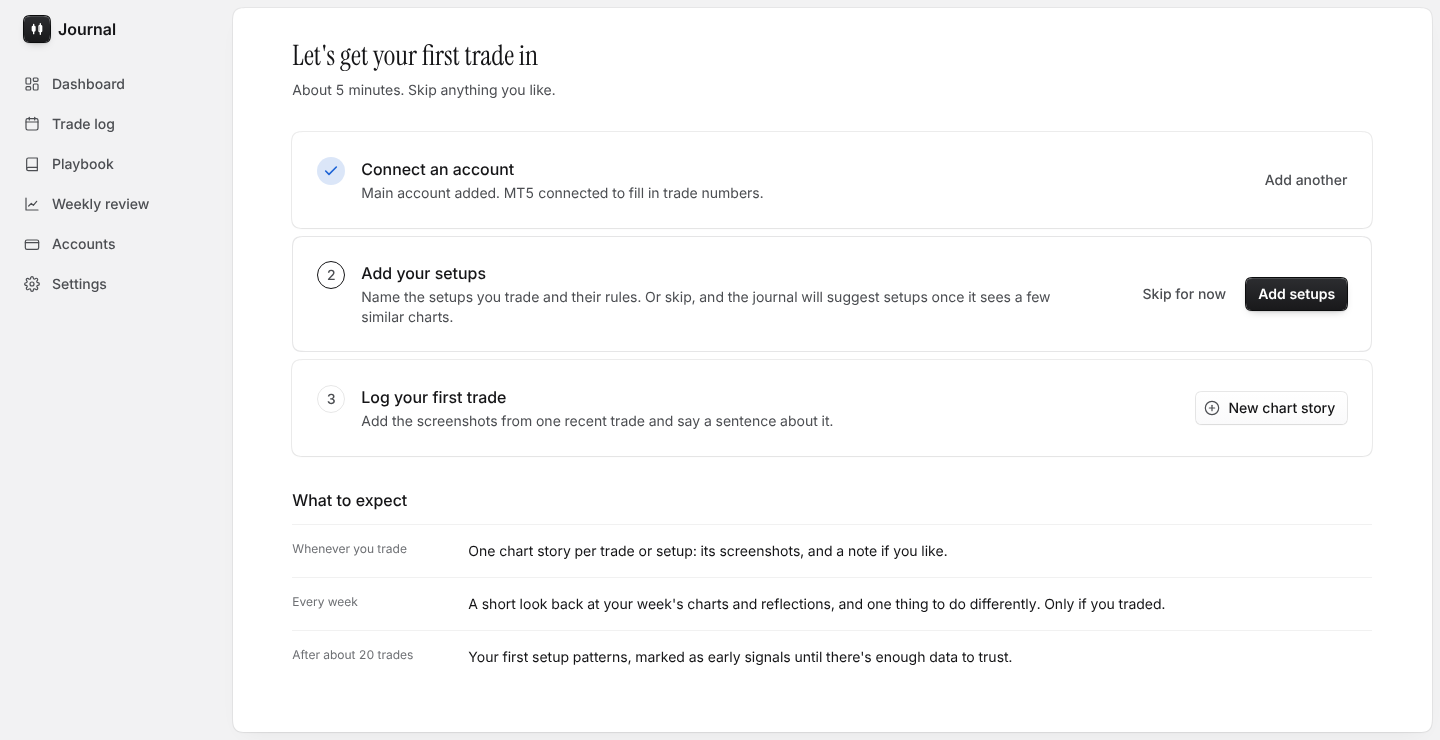 Journal
Dashboard
Trade log
Playbook
Weekly review
Accounts
Settings
Let's get your first trade in
About 5 minutes. Skip anything you like.
Connect an account
Main account added. MT5 connected to fill in trade numbers.
Add another
2
Add your setups
Name the setups you trade and their rules. Or skip, and the journal will suggest setups once it sees a few
similar charts.
Skip for now
Add setups
3
Log your first trade
Add the screenshots from one recent trade and say a sentence about it.
New chart story
What to expect
Whenever you trade
One chart story per trade or setup: its screenshots, and a note if you like.
Every week
A short look back at your week's charts and reflections, and one thing to do differently. Only if you traded.
After about 20 trades
Your first setup patterns, marked as early signals until there's enough data to trust.